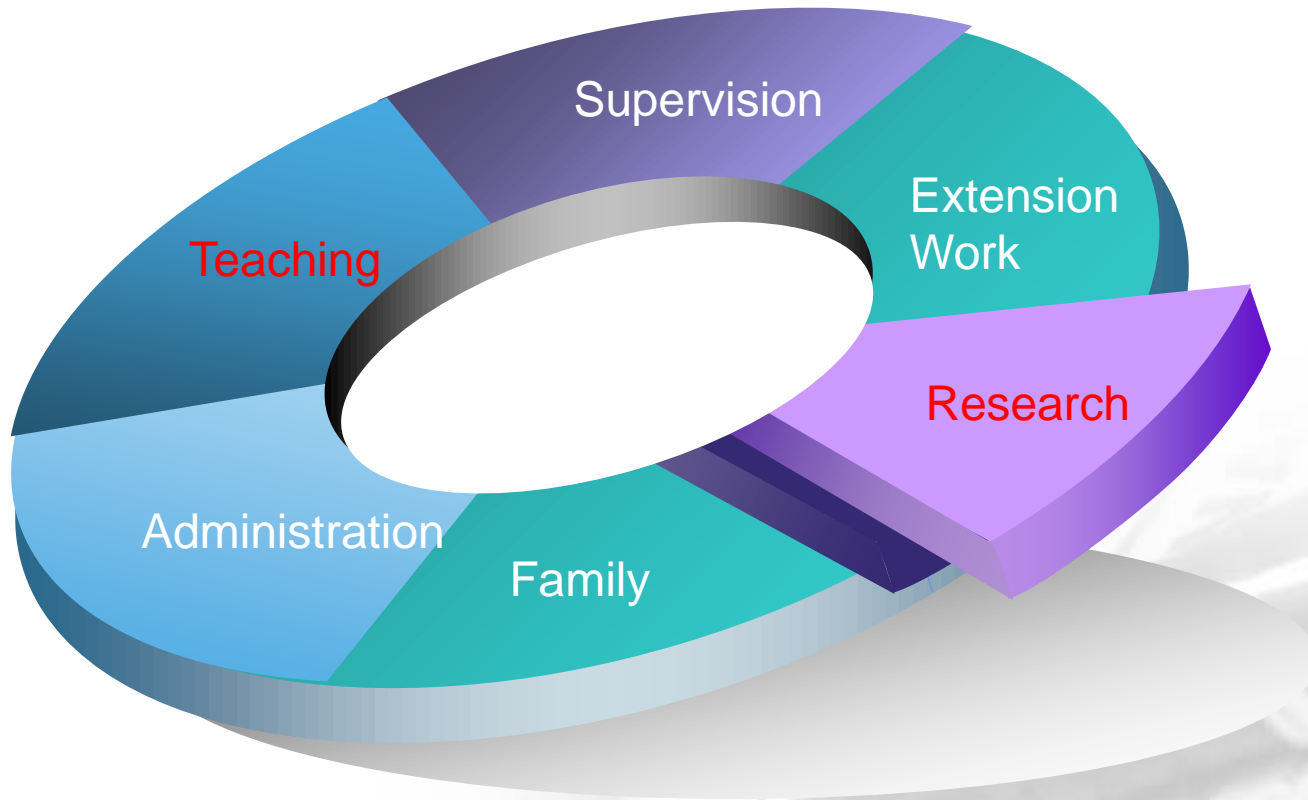 Supervision
Extension
Work
Teaching
Research
Administration
Family